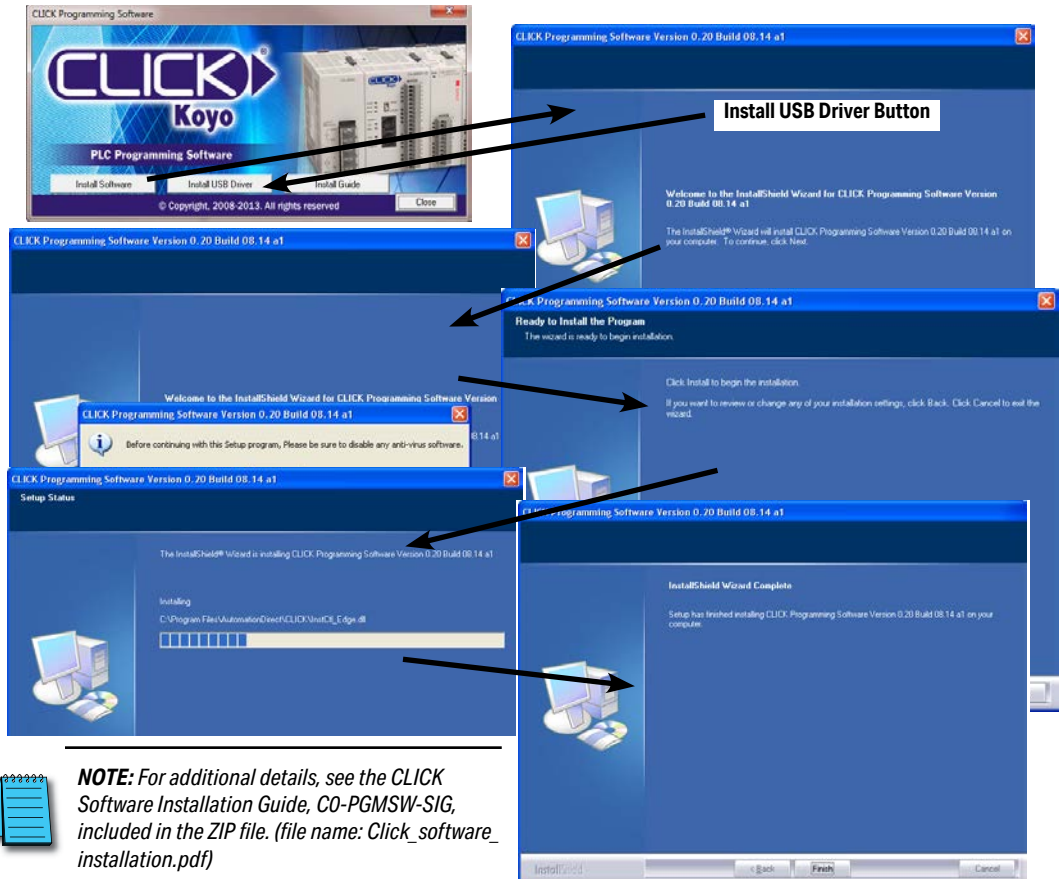 CLICK Programming Software
CLICK
Koyo
PLC Programming Software
Install Software
Install USB Driver
Install Guide
© Copyright, 2008-2013. All rights reserved
Close
CLICK Programming Software Version 0.20 Build 08.14 a1
Install USB Driver Button
Welcome to the InstallShield Wizard for CLICK Programming Software Version
0.20 Build 08.14 a1
The InstallShield® Wizard will install CLICK Programming Software Version 0.20 Build 08.14 a1 on
your computer. To continue, click Next.
CLICK Programming Software Version 0.20 Build 08.14 a1
Welcome to the InstallShield Wizard for CLICK Programming Software Version
8.14 a1
CLICK Programming Software Version 0.20 Build 08.14 a1
Before continuing with this Setup program, Please be sure to disable any anti-virus software.
CLICK Programming Software Version 0.20 Build 08.14 a1
Ready to Install the Program
The wizard is ready to begin installation.
Click Install to begin the installation.
If you want to review or change any of your installation settings, click Back. Click Cancel to exit the
wizard.
CLICK Programming Software Version 0.20 Build 08.14 a1
Setup Status
The InstallShield® Wizard is installing CLICK Programming Software Version 0.20 Build 08.14 a1
Installing
CLICK Programming Software Version 0.20 Build 08.14 a1
InstallShield Wizard Complete
Setup has finished installing CLICK Programming Software Version 0.20 Build 08.14 a1 on your
computer.
InstallShield
< Back
Finish
Cancel
NOTE: For additional details, see the CLICK
Software Installation Guide, C0-PGMSW-SIG,
included in the ZIP file. (file name: Click_software_
installation.pdf)